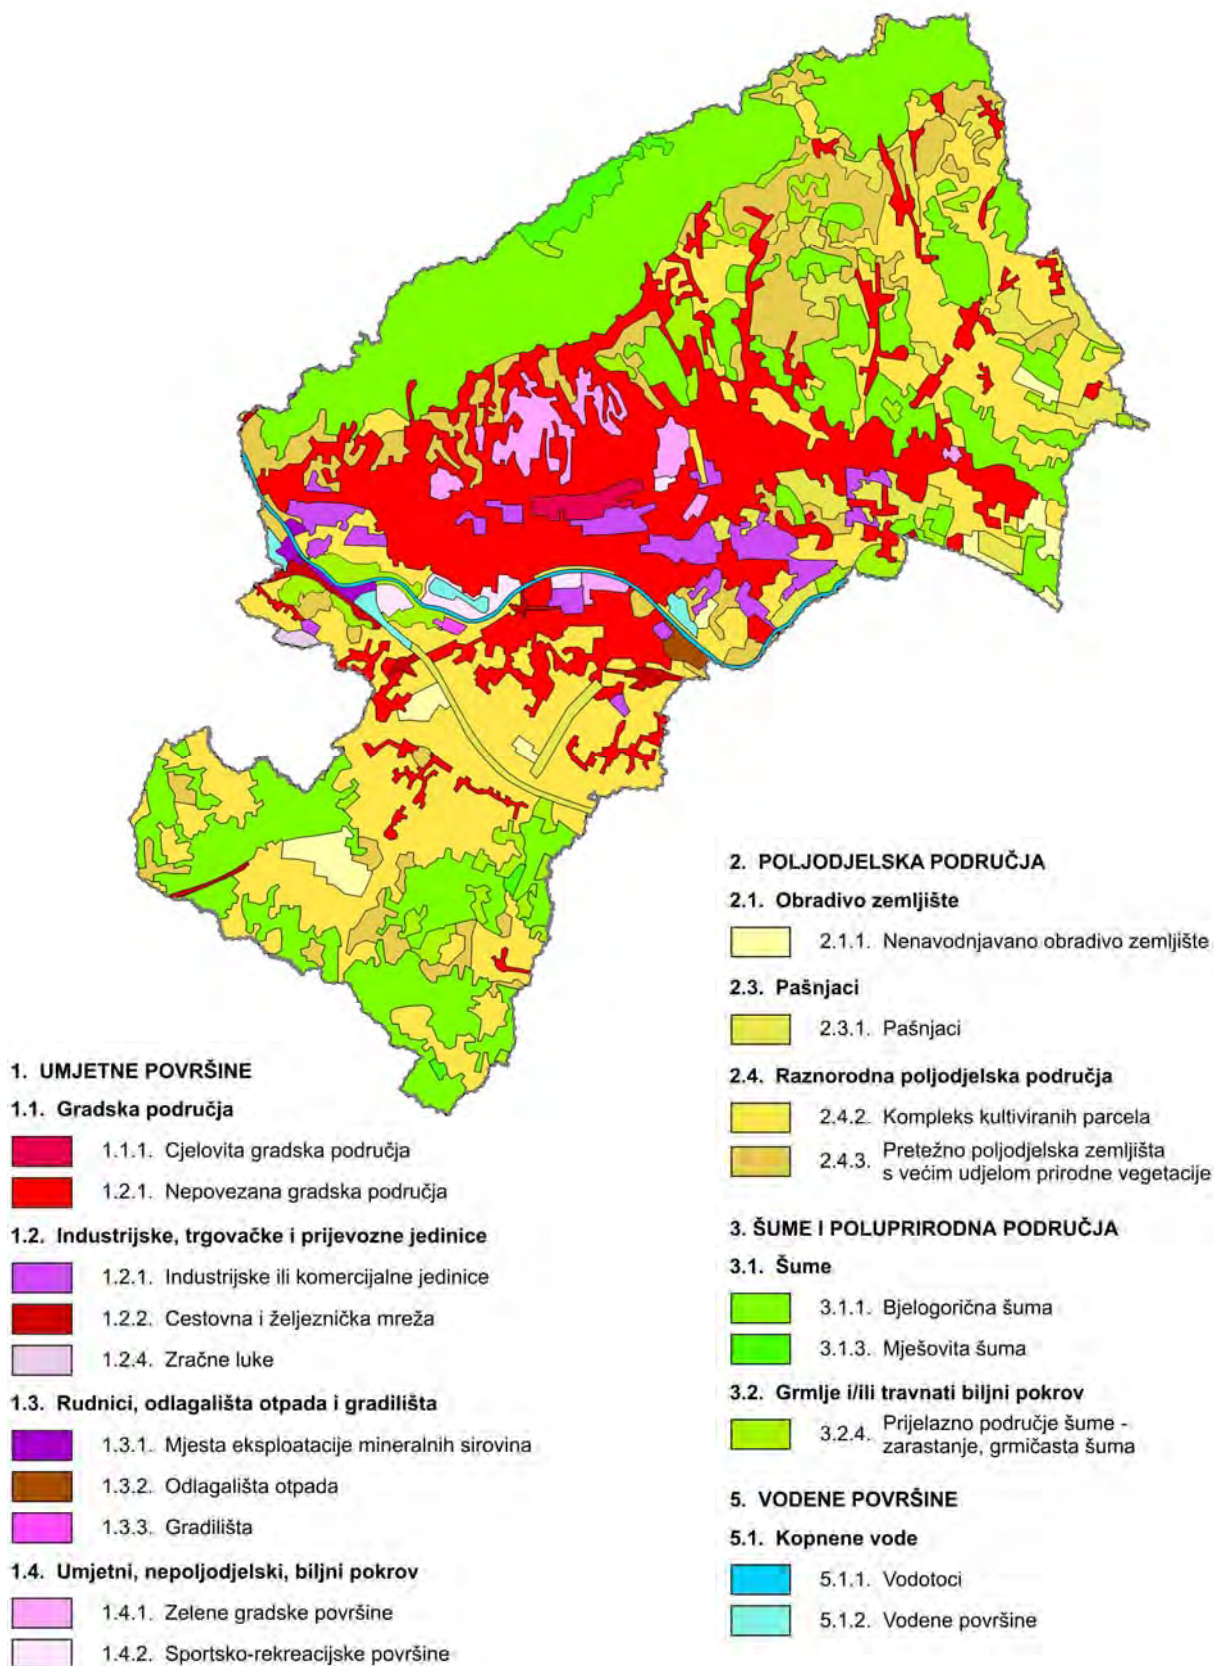 1. UMJETNE POVRŠINE
1.1. Gradska područja
1.1.1. Cjelovita gradska područja
1.2.1. Nepovezana gradska područja
1.2. Industrijske, trgovačke i prijevozne jedinice
1.2.1. Industrijske ili komercijalne jedinice
1.2.2. Cestovna i željeznička mreža
1.2.4. Zračne luke
1.3. Rudnici, odlagališta otpada i gradilišta
1.3.1. Mjesta eksploatacije mineralnih sirovina
1.3.2. Odlagališta otpada
1.3.3. Gradilišta
1.4. Umjetni, nepoljodjelski, biljni pokrov
1.4.1. Zelene gradske površine
1.4.2. Sportsko-rekreacijske površine
2. POLJODJELSKA PODRUČJA
2.1. Obradivo zemljište
2.1.1. Nenavodnjavano obradivo zemljište
2.3. Pašnjaci
2.3.1. Pašnjaci
2.4. Raznorodna poljodjelska područja
2.4.2. Kompleks kultiviranih parcela
2.4.3. Pretežno poljodjelska zemljišta
s većim udjelom prirodne vegetacije
3. ŠUME I POLUPRIRODNA PODRUČJA
3.1. Šume
3.1.1. Bjelogorična šuma
3.1.3. Mješovita šuma
3.2. Grmlje i/ili travnati biljni pokrov
3.2.4. Prijelazno područje šume -
zarastanje, grmičasta šuma
5. VODENE POVRŠINE
5.1. Kopnene vode
5.1.1. Vodotoci
5.1.2. Vodene površine